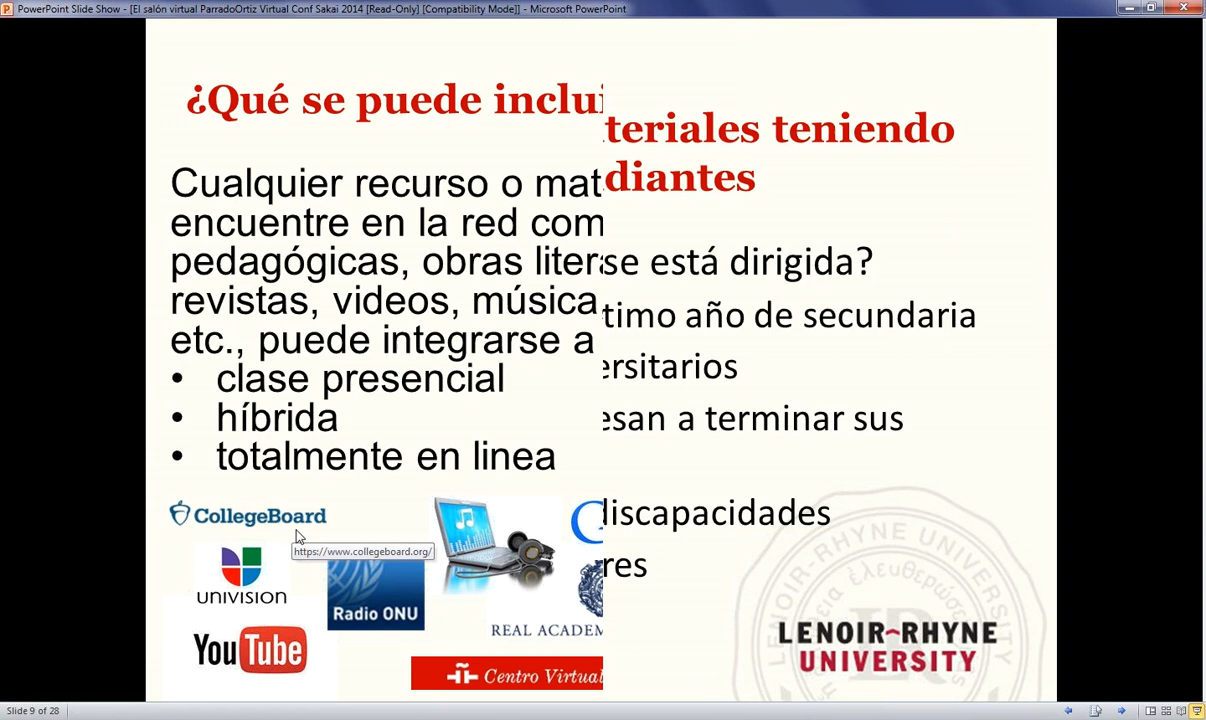 PowerPoint Slide Show - [El salón virtual ParradoOrtiz Virtual Conf Sakai 2014 [Read-Only] [Compatibility Mode]] - Microsoft PowerPoint
¿Qué se puede inclui
Cualquier recurso o mat
encuentre en la red com
pedagógicas, obras litera
revistas, videos, música
etc., puede integrarse a
• clase presencial
• híbrida
• totalmente en linea
CollegeBoard
https://www.collegeboard.org/
UNIVISION
Radio ONU
YouTube
REAL ACADEM
Centro Virtual
teriales teniendo
diantes
se está dirigida?
timo año de secundaria
ersitarios
esan a terminar sus
discapacidades
res
LENOIR-RHYNE
UNIVERSITY
Slide 9 of 28